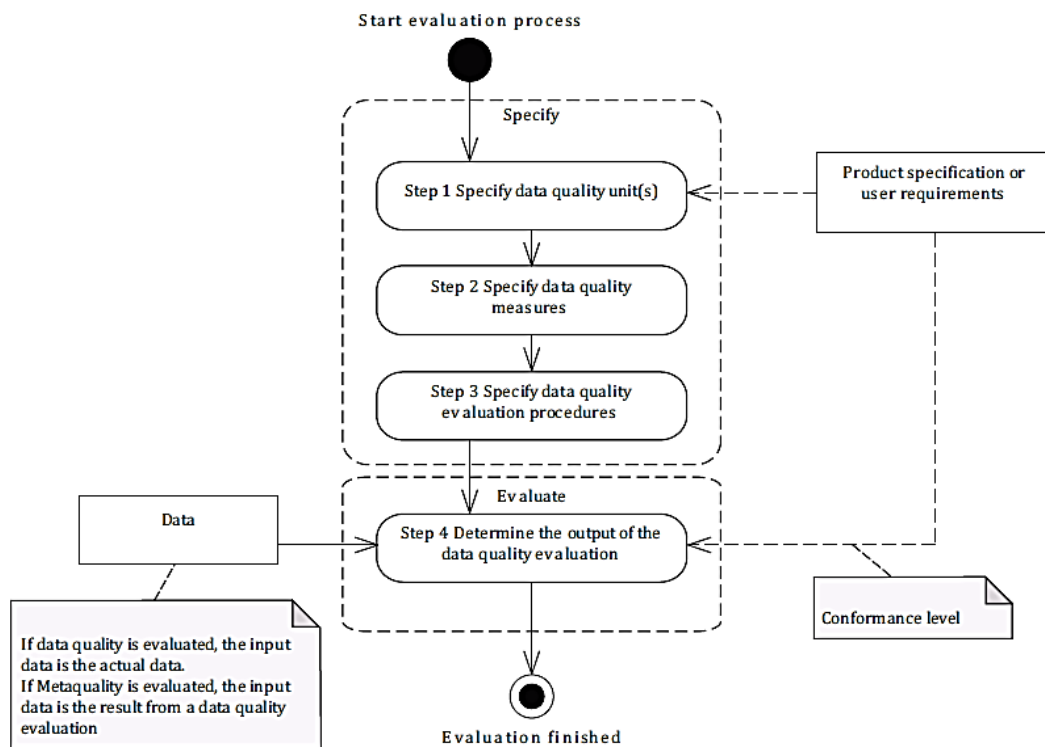 Start evaluation process
Specify
Step 1 Specify data quality unit(s)
Product specification or
user requirements
Step 2 Specify data quality
measures
Step 3 Specify data quality
evaluation procedures
Evaluate
Data
Step 4 Determine the output of the
data quality evaluation
Conformance level
If data quality is evaluated, the input
data is the actual data.
If Metaquality is evaluated, the input
data is the result from a data quality
evaluation
Evaluation finished